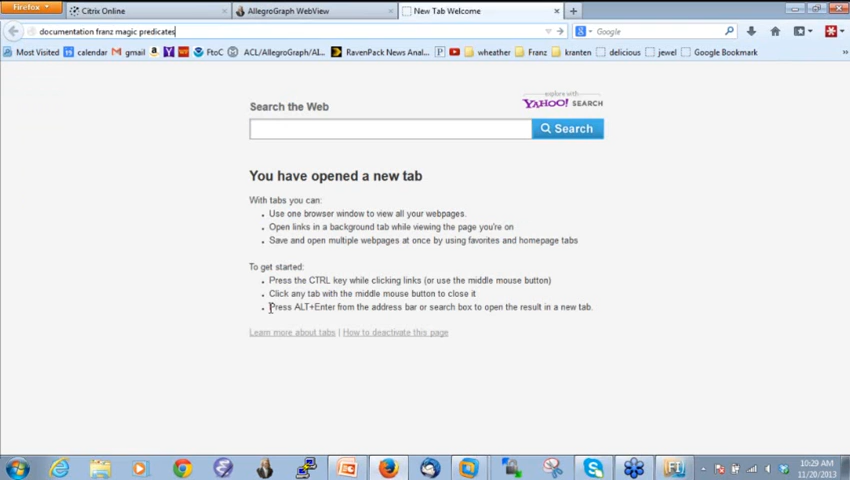 Firefox
Citrix Online
AllegroGraph WebView
New Tab Welcome
documentation franz magic predicates
Google
Most Visited
calendar
gmail
FtoC
ACL/AllegroGraph/Al...
RavenPack News Anal...
wheather
Franz
kranten
delicious
jewel
Google Bookmark
Search the Web
explore with
YAHOO! SEARCH
Search
You have opened a new tab
With tabs you can:
Use one browser window to view all your webpages.
Open links in a background tab while viewing the page you're on
Save and open multiple webpages at once by using favorites and homepage tabs
To get started:
Press the CTRL key while clicking links (or use the middle mouse button)
Click any tab with the middle mouse button to close it
Press ALT+Enter from the address bar or search box to open the result in a new tab.
Learn more about tabs | How to deactivate this page
10:29 AM
11/20/2013